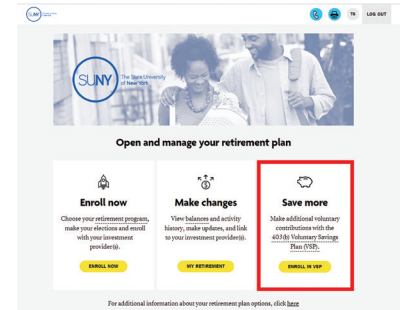 SUNY
TS LOG OUT
SUNY The State University
of New York
Open and manage your retirement plan
Enroll now
Choose your retirement program,
make your elections and enroll
with your investment
provider(s).
ENROLL NOW
Make changes
View balances and activity
history, make updates, and link
to your investment provider(s).
MY RETIREMENT
Save more
Make additional voluntary
contributions with the
403(b) Voluntary Savings
Plan (VSP).
ENROLL IN VSP
For additional information about your retirement plan options, click here